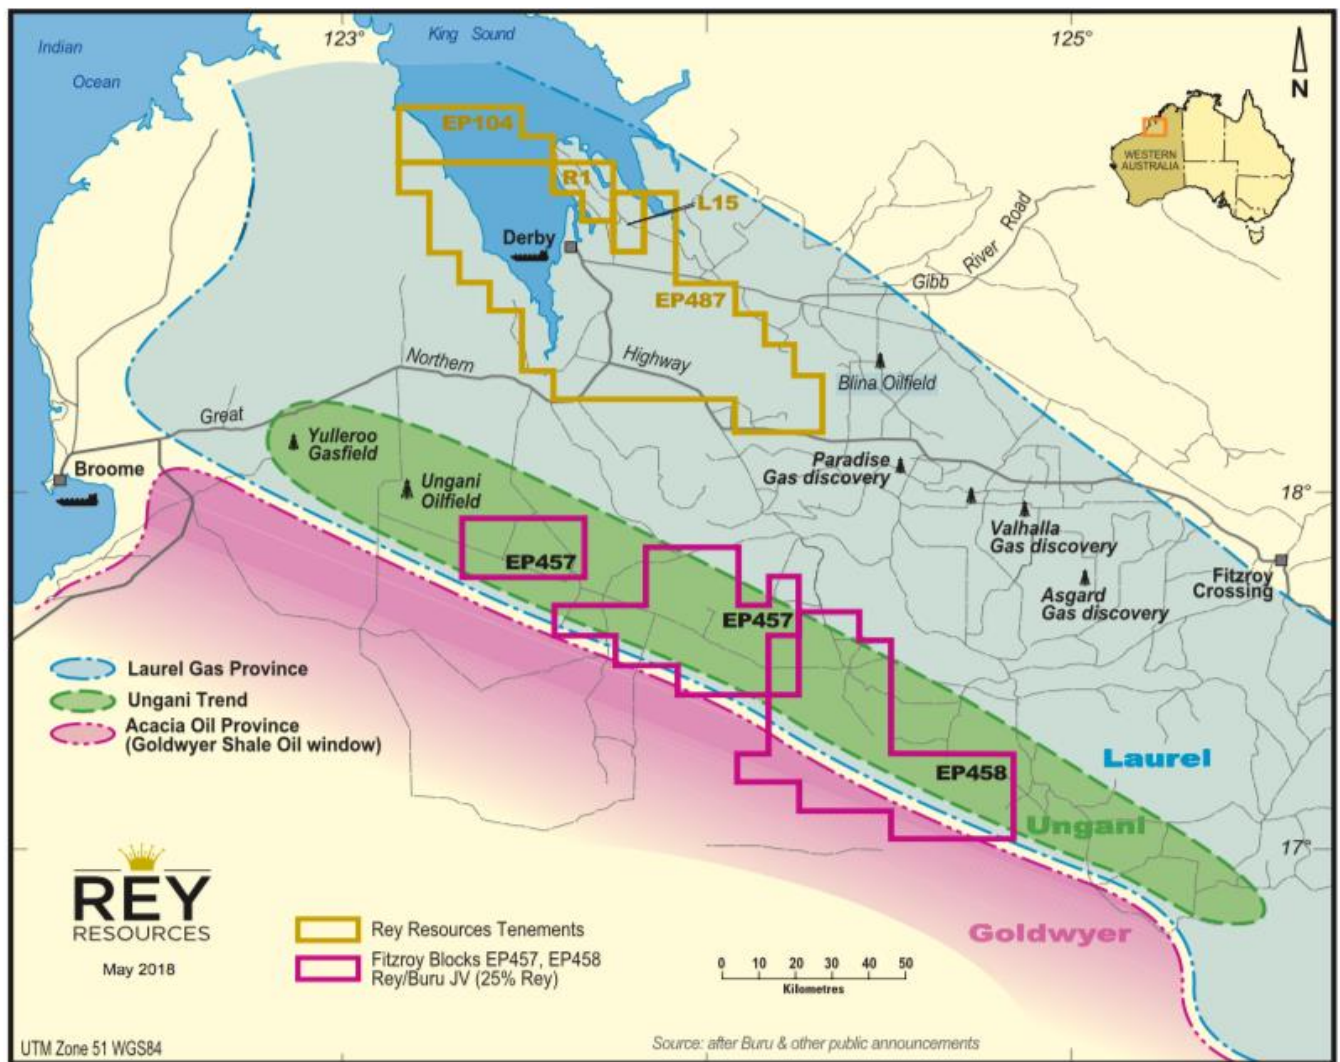 Indian
Ocean
123°
King Sound
125°
N
EP104
WESTERN
AUSTRALIA
R1
L15
Derby
Gibb River Road
EP487
Northern
Highway
Blina Oilfield
Great
Yulleroo
Gasfield
Paradise
Gas discovery
Broome
Ungani
Oilfield
18°
Valhalla
Gas discovery
EP457
Fitzroy
Crossing
Asgard
Gas discovery
EP457
Laurel Gas Province
Ungani Trend
Acacia Oil Province
(Goldwyer Shale Oil window)
Laurel
EP458
Ungani
17°
REY
RESOURCES
May 2018
Goldwyer
Rey Resources Tenements
Fitzroy Blocks EP457, EP458
Rey/Buru JV (25% Rey)
0 10 20 30 40 50
Kilometres
UTM Zone 51 WGS84
Source: after Buru & other public announcements